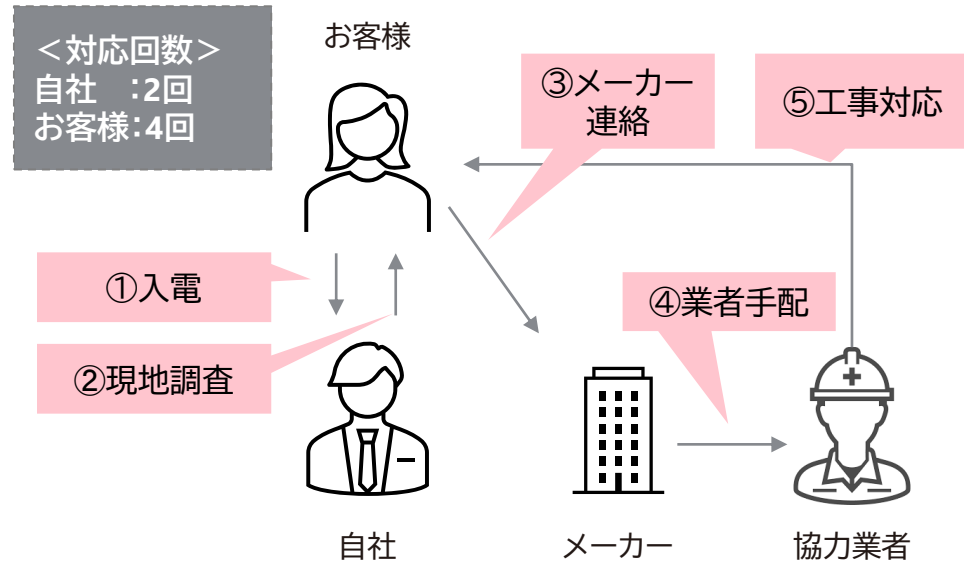 ＜対応回数＞
自社　：2回
お客様：4回
お客様
③メーカー
連絡
⑤工事対応
①入電
②現地調査
④業者手配
自社
メーカー
協力業者